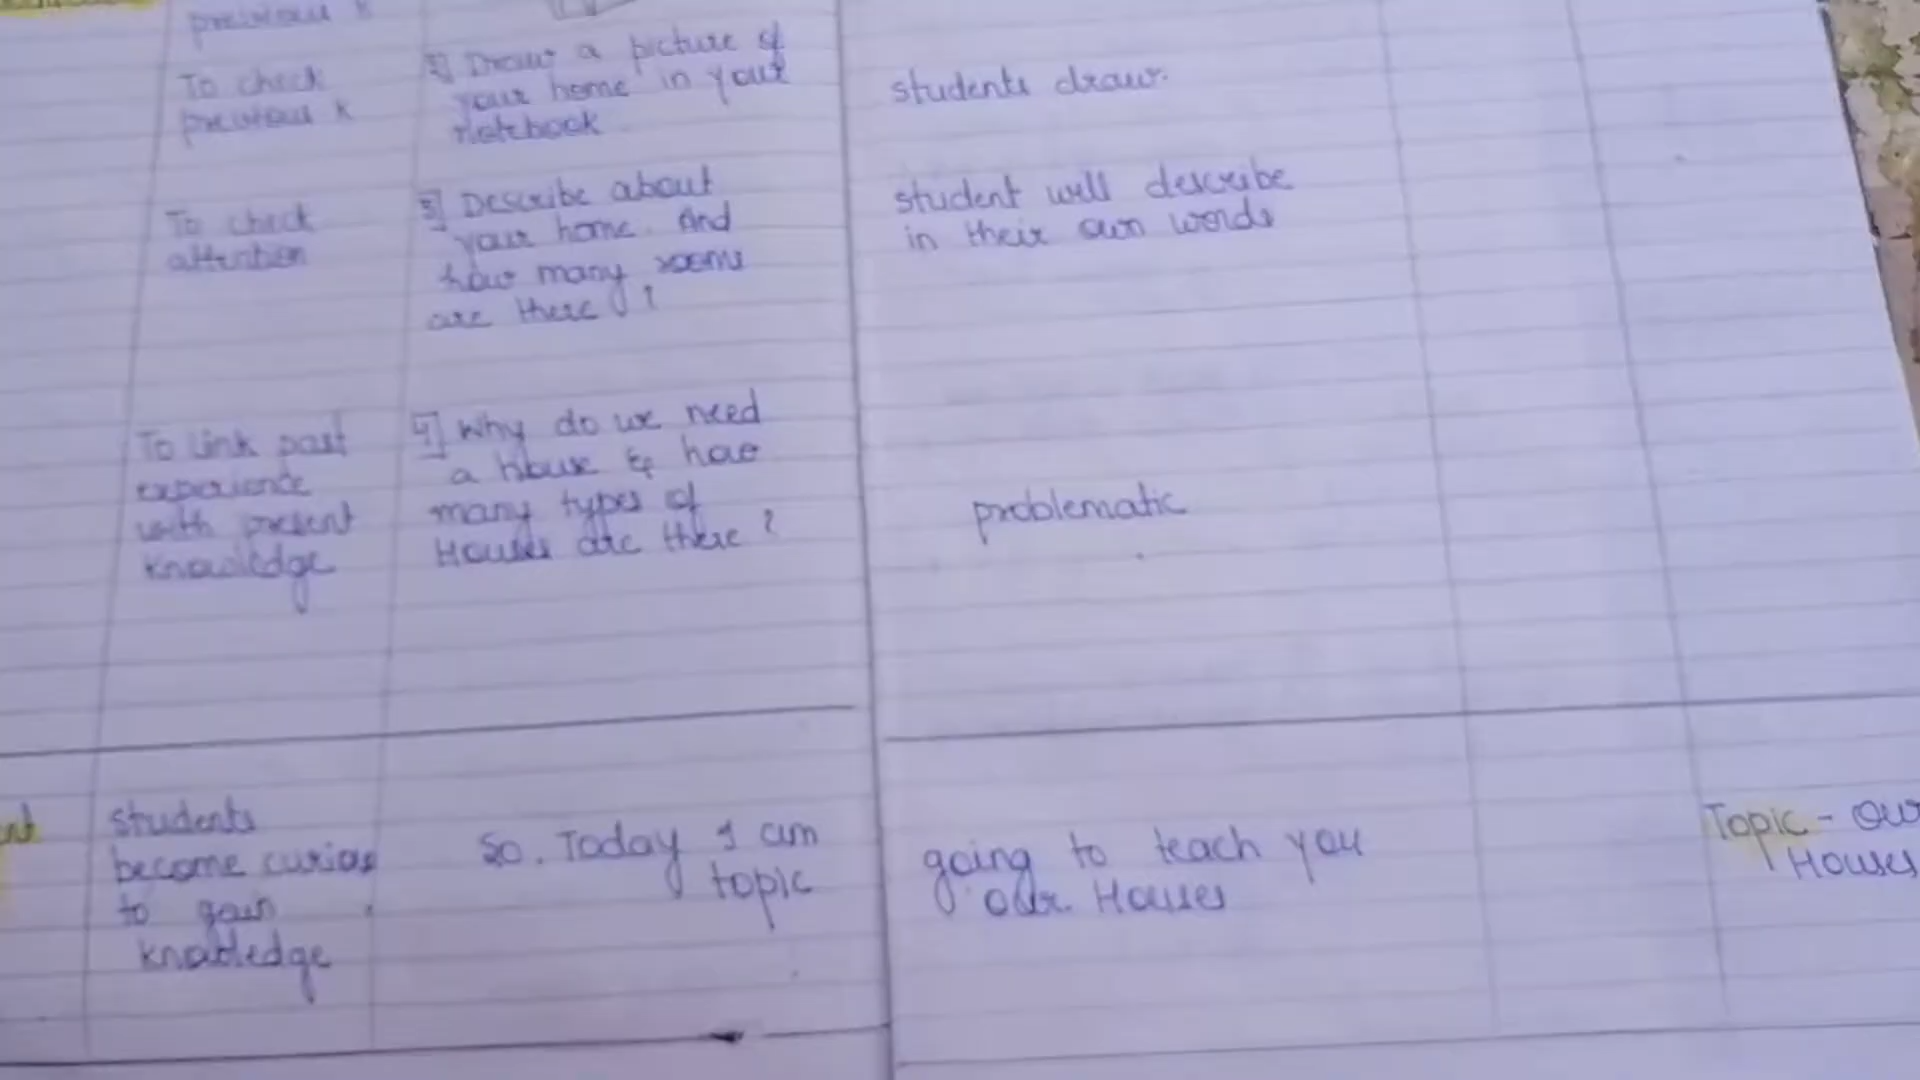 previous K
To check
previous K
2] Draw a picture of
your home in your
notebook.
students draw.
To check
attention
3] Describe about
your home. And
how many rooms
are there?
student will describe
in their own words
To Link past
experience
with present
knowledge
4] Why do we need
a house & how
many types of
Houses are there?
problematic
students
become curios
to gain
knowledge
So. Today I am
topic
going to teach you
our Houses
Topic - Our
Houses